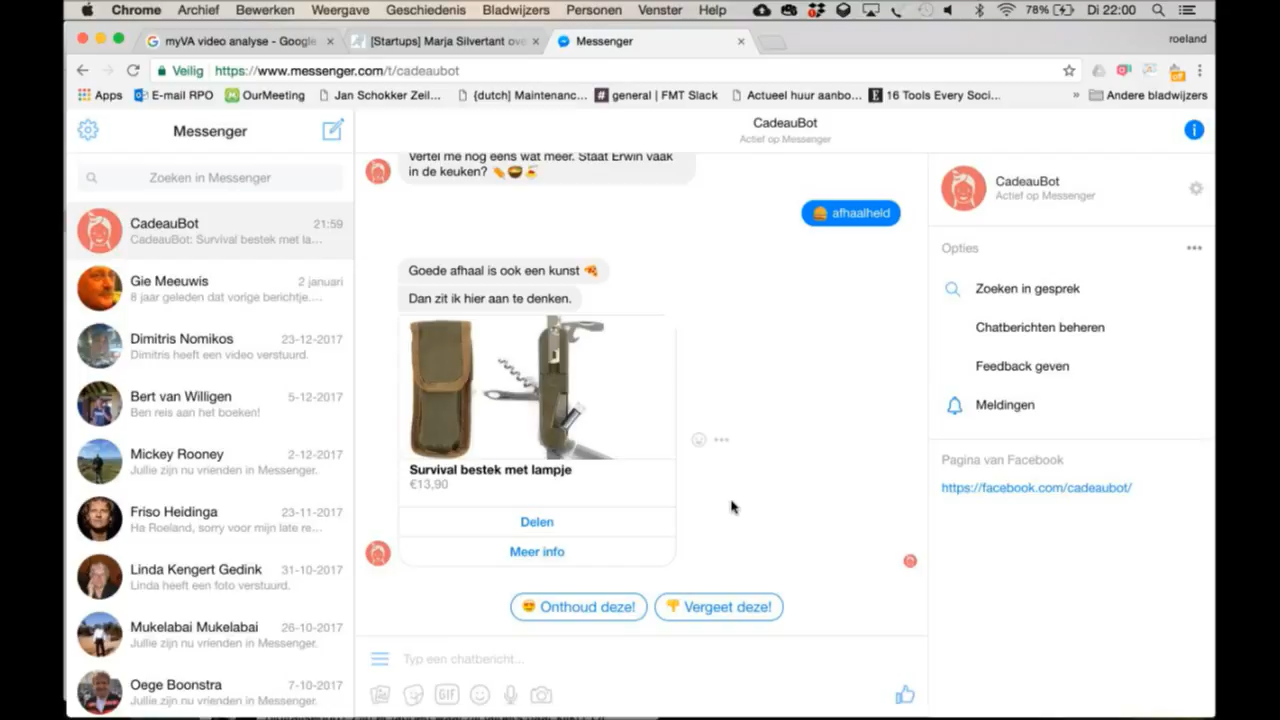 Chrome Archief Bewerken Weergave Geschiedenis Bladwijzers Personen Venster Help 78% Di 22:00
myVA video analyse - Google × [Startups] Marja Silvertant ove × Messenger × roeland
Veilig https://www.messenger.com/t/cadeaubot
Apps E-mail RPO OurMeeting Jan Schokker Zeil... {dutch} Maintenanc... # general | FMT Slack Actueel huur aanbo... E 16 Tools Every Soci... » Andere bladwijzers
Messenger
Zoeken in Messenger
CadeauBot 21:59
CadeauBot: Survival bestek met la...
Gie Meeuwis 2 januari
8 jaar geleden dat vorige berichtje....
Dimitris Nomikos 23-12-2017
Dimitris heeft een video verstuurd.
Bert van Willigen 5-12-2017
Ben reis aan het boeken!
Mickey Rooney 2-12-2017
Jullie zijn nu vrienden in Messenger.
Friso Heidinga 23-11-2017
Ha Roeland, sorry voor mijn late re...
Linda Kengert Gedink 31-10-2017
Linda heeft een foto verstuurd.
Mukelabai Mukelabai 26-10-2017
Jullie zijn nu vrienden in Messenger.
Oege Boonstra 7-10-2017
Jullie zijn nu vrienden in Messenger.
CadeauBot
Actief op Messenger
Vertel me nog eens wat meer. Staat Erwin vaak
in de keuken? 🥖🍲🍝
🍔 afhaalheld
Goede afhaal is ook een kunst 🍕
Dan zit ik hier aan te denken.
Survival bestek met lampje
€13,90
Delen
Meer info
😍 Onthoud deze! 👎 Vergeet deze!
Typ een chatbericht...
GIF
CadeauBot
Actief op Messenger
Opties
Zoeken in gesprek
Chatberichten beheren
Feedback geven
Meldingen
Pagina van Facebook
https://facebook.com/cadeaubot/